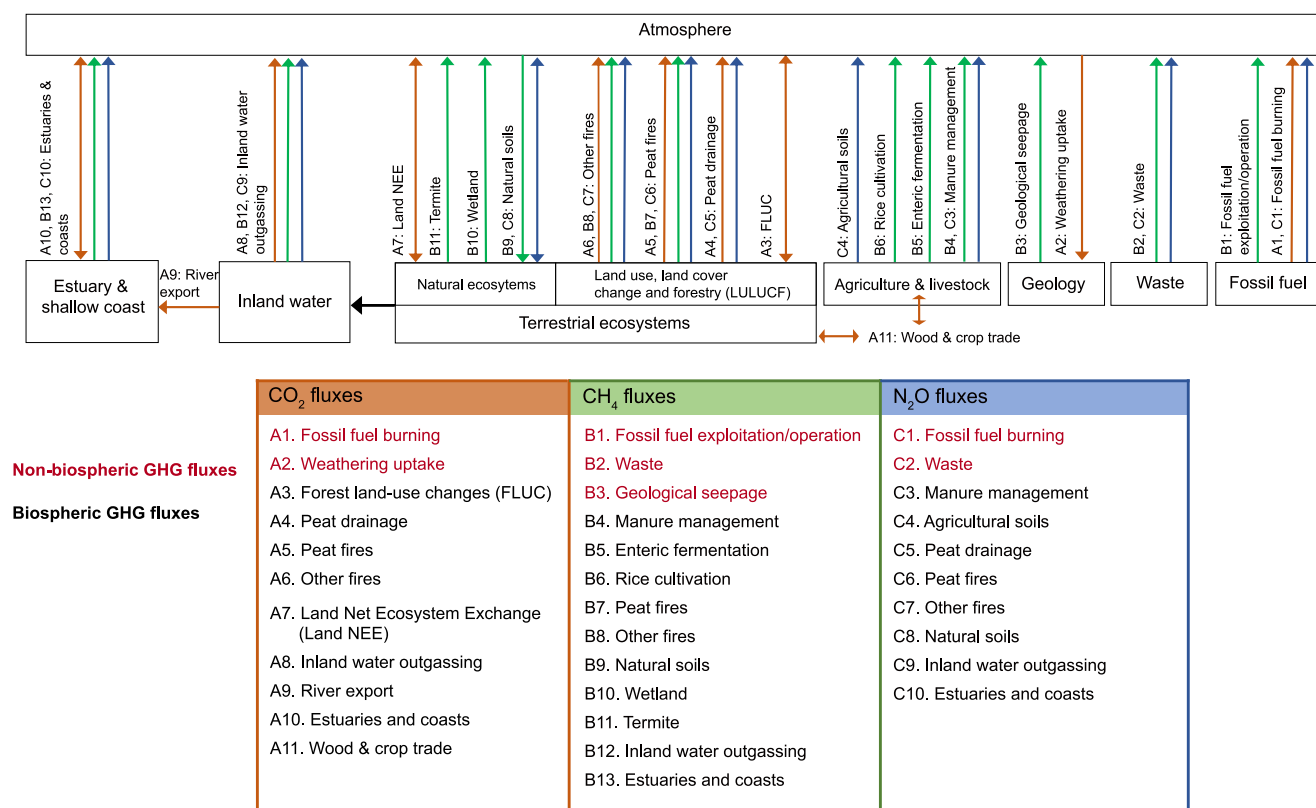 Atmosphere
A10, B13, C10: Estuaries &
coasts
A8, B12, C9: Inland water
outgassing
A7: Land NEE
B11: Termite
B10: Wetland
B9, C8: Natural soils
A6, B8, C7: Other fires
A5, B7, C6: Peat fires
A4, C5: Peat drainage
A3: FLUC
C4: Agricultural soils
B6: Rice cultivation
B5: Enteric fermentation
B4, C3: Manure management
B3: Geological seepage
A2: Weathering uptake
B2, C2: Waste
B1: Fossil fuel
exploitation/operation
A1, C1: Fossil fuel burning
Estuary &
shallow coast
A9: River
export
Inland water
Natural ecosytems
Land use, land cover
change and forestry (LULUCF)
Terrestrial ecosystems
Agriculture & livestock
Geology
Waste
Fossil fuel
A11: Wood & crop trade
Non-biospheric GHG fluxes
Biospheric GHG fluxes
CO2 fluxes
A1. Fossil fuel burning
A2. Weathering uptake
A3. Forest land-use changes (FLUC)
A4. Peat drainage
A5. Peat fires
A6. Other fires
A7. Land Net Ecosystem Exchange
(Land NEE)
A8. Inland water outgassing
A9. River export
A10. Estuaries and coasts
A11. Wood & crop trade
CH4 fluxes
B1. Fossil fuel exploitation/operation
B2. Waste
B3. Geological seepage
B4. Manure management
B5. Enteric fermentation
B6. Rice cultivation
B7. Peat fires
B8. Other fires
B9. Natural soils
B10. Wetland
B11. Termite
B12. Inland water outgassing
B13. Estuaries and coasts
N2O fluxes
C1. Fossil fuel burning
C2. Waste
C3. Manure management
C4. Agricultural soils
C5. Peat drainage
C6. Peat fires
C7. Other fires
C8. Natural soils
C9. Inland water outgassing
C10. Estuaries and coasts